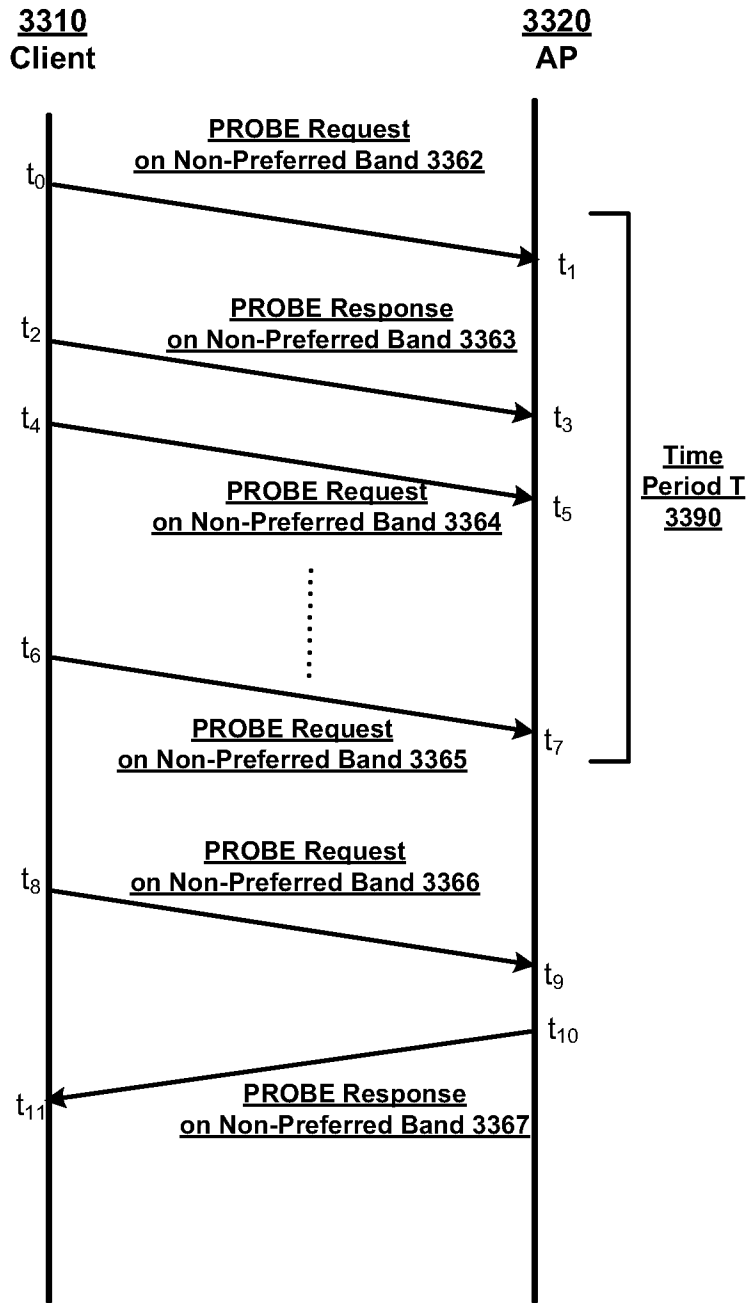 3310
Client
3320
AP
PROBE Request
on Non-Preferred Band 3362
t0
t1
PROBE Response
on Non-Preferred Band 3363
t2
t3
t4
t5
PROBE Request
on Non-Preferred Band 3364
Time
Period T
3390
t6
t7
PROBE Request
on Non-Preferred Band 3365
PROBE Request
on Non-Preferred Band 3366
t8
t9
t10
t11
PROBE Response
on Non-Preferred Band 3367